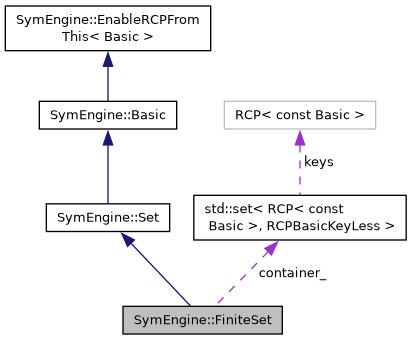 SymEngine::EnableRCPFrom
This< Basic >
SymEngine::Basic
RCP< const Basic >
keys
SymEngine::Set
std::set< RCP< const
Basic >, RCPBasicKeyLess >
container_
SymEngine::FiniteSet